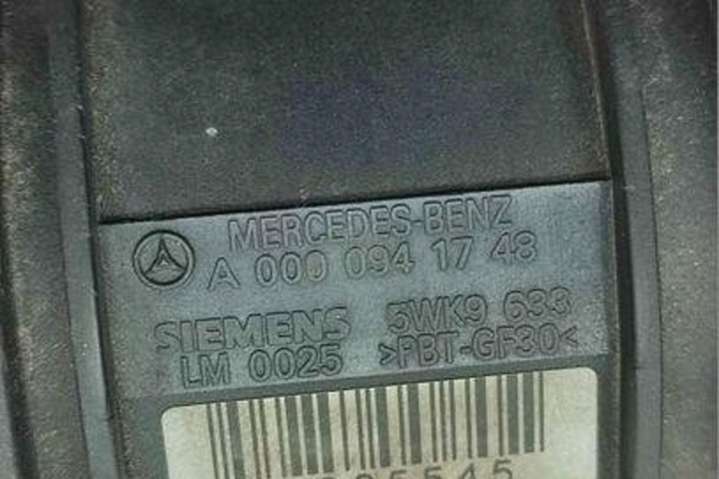 MERCEDES-BENZ
A 000 094 17 48
SIEMENS 5WK9 633
LM 0025 >PBT-GF30<